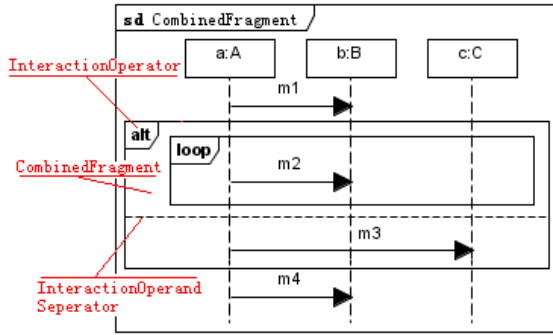 sd CombinedFragment
a:A b:B c:C
InteractionOperator
m1
alt
loop
CombinedFragment
m2
m3
InteractionOperand
Seperator
m4